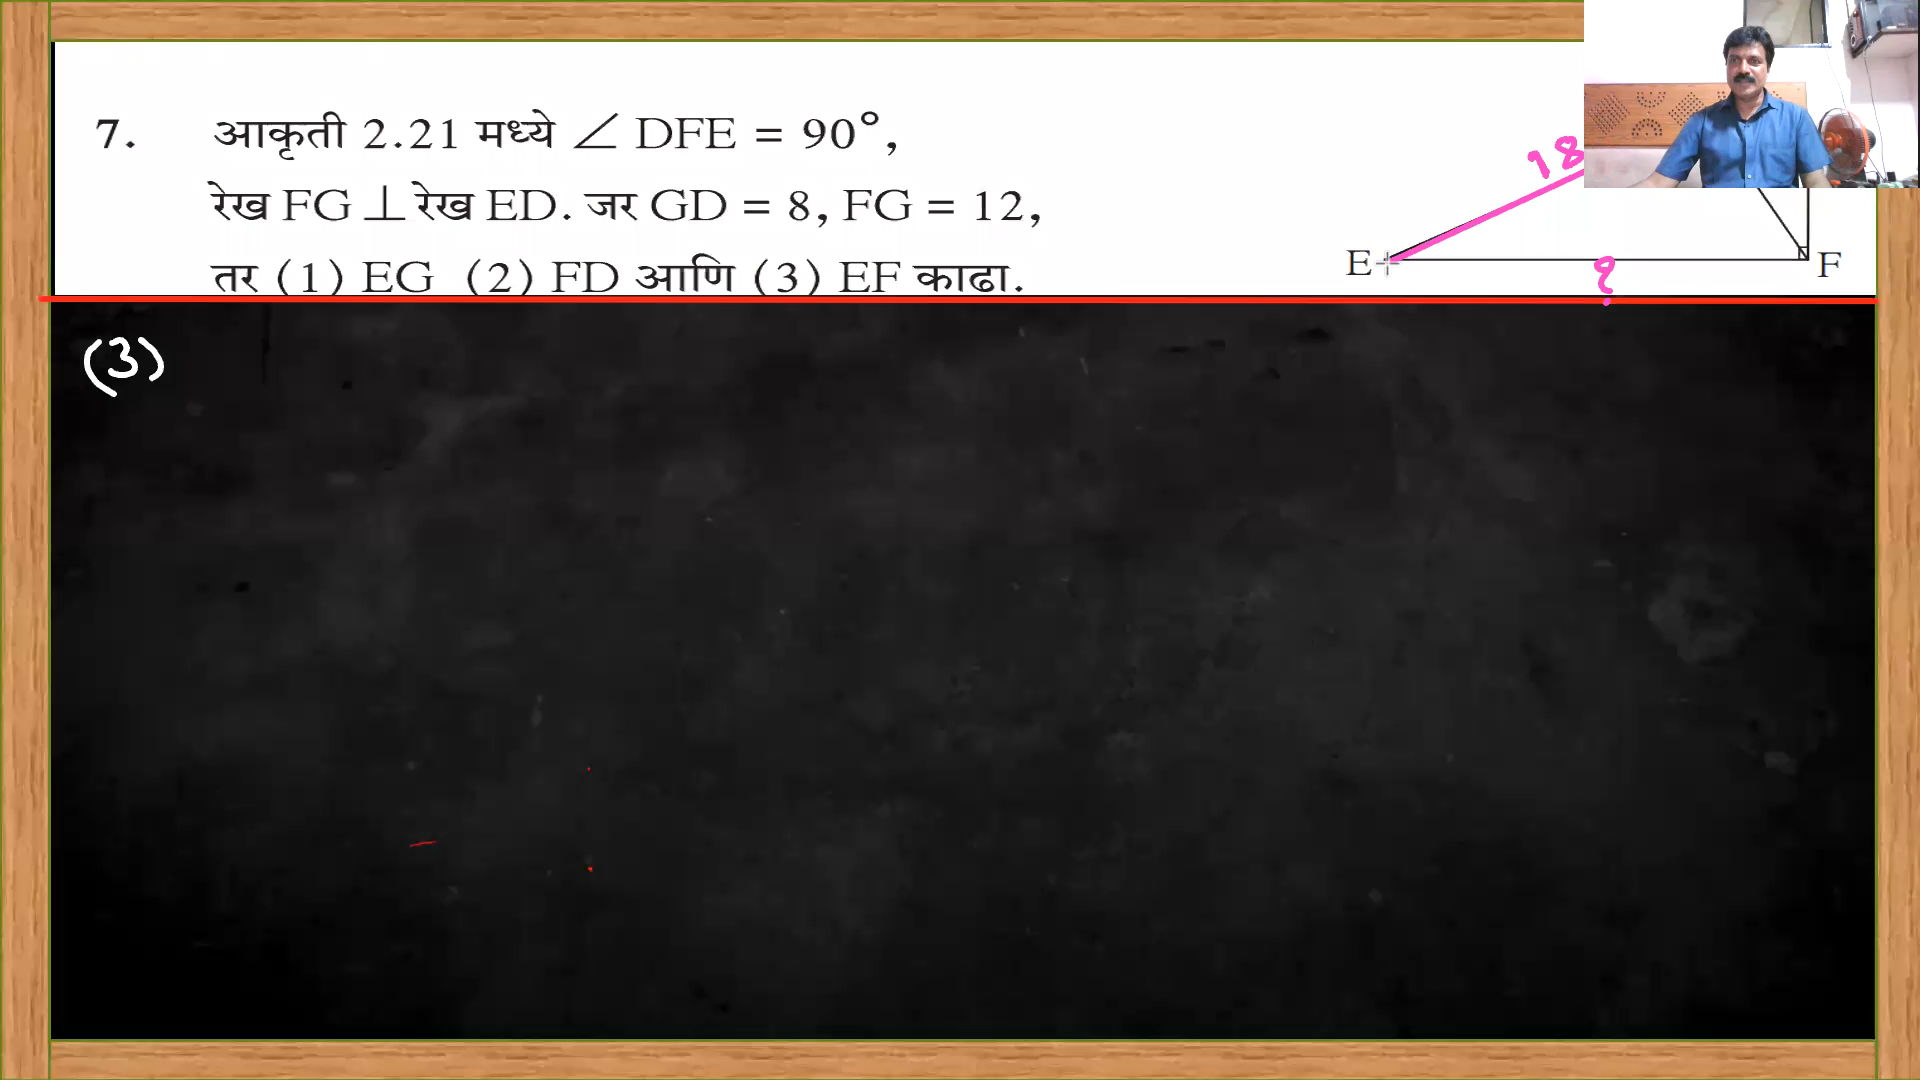 7. आकृती 2.21 मध्ये ∠ DFE = 90°,
रेख FG ⊥ रेख ED. जर GD = 8, FG = 12,
तर (1) EG (2) FD आणि (3) EF काढा.
18
E
F
?
(3)